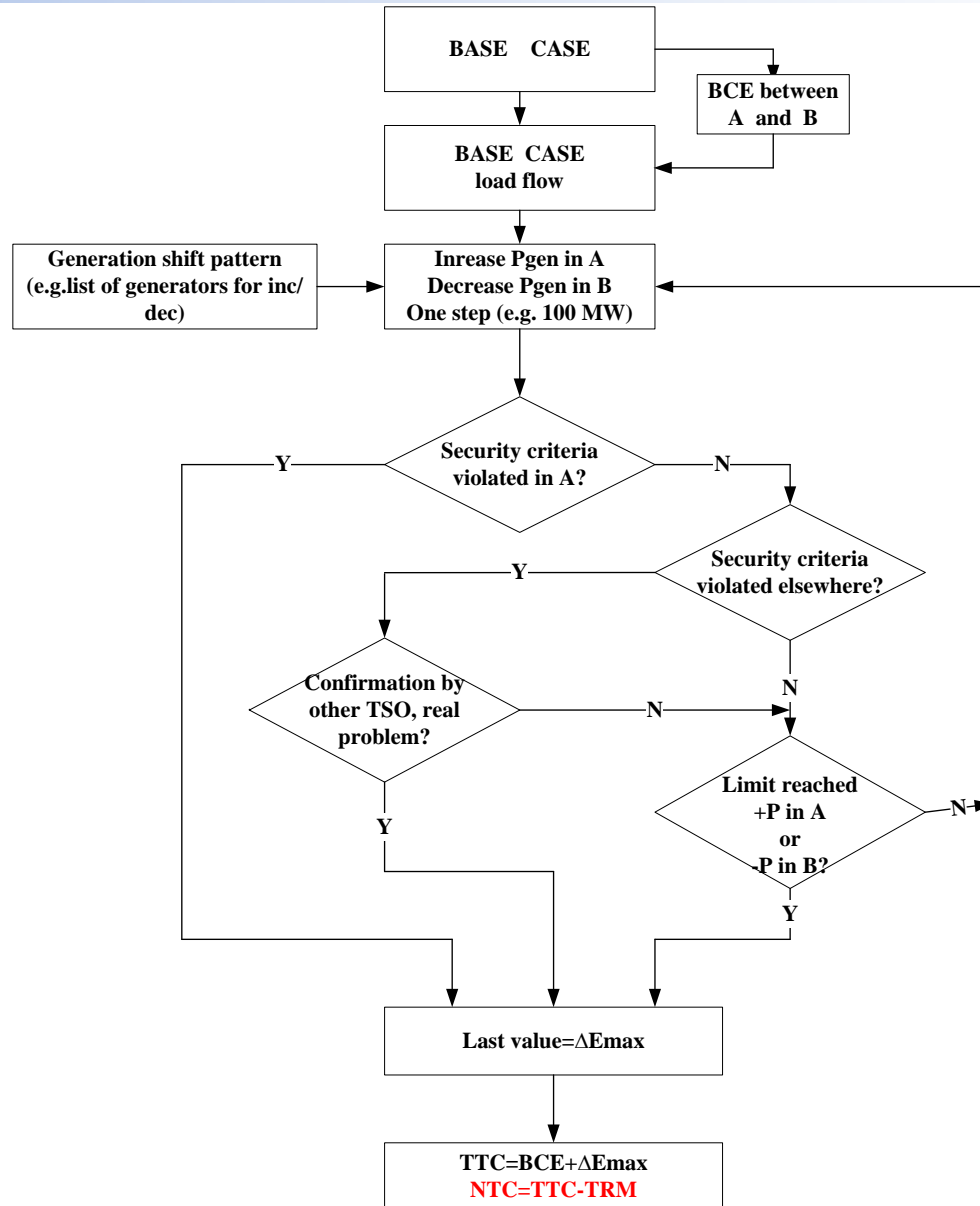 BASE CASE
BCE between
A and B
BASE CASE
load flow
Generation shift pattern
(e.g.list of generators for inc/
dec)
Inrease Pgen in A
Decrease Pgen in B
One step (e.g. 100 MW)
Security criteria
violated in A?
Y
N
Security criteria
violated elsewhere?
Y
N
Confirmation by
other TSO, real
problem?
N
Y
Limit reached
+P in A
or
-P in B?
N
Y
Last value=∆Emax
TTC=BCE+∆Emax
NTC=TTC-TRM